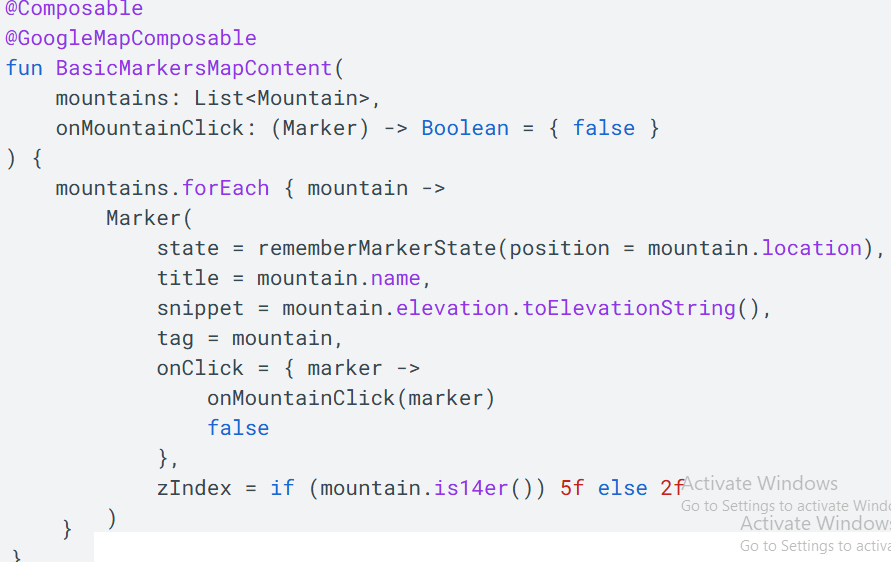 @Composable
@GoogleMapComposable
fun BasicMarkersMapContent(
    mountains: List<Mountain>,
    onMountainClick: (Marker) -> Boolean = { false }
) {
    mountains.forEach { mountain ->
        Marker(
            state = rememberMarkerState(position = mountain.location),
            title = mountain.name,
            snippet = mountain.elevation.toElevationString(),
            tag = mountain,
            onClick = { marker ->
                onMountainClick(marker)
                false
            },
            zIndex = if (mountain.is14er()) 5f else 2f
        )
    }
}
Activate Windows
Go to Settings to activate Wind
Activate Windows
Go to Settings to activa